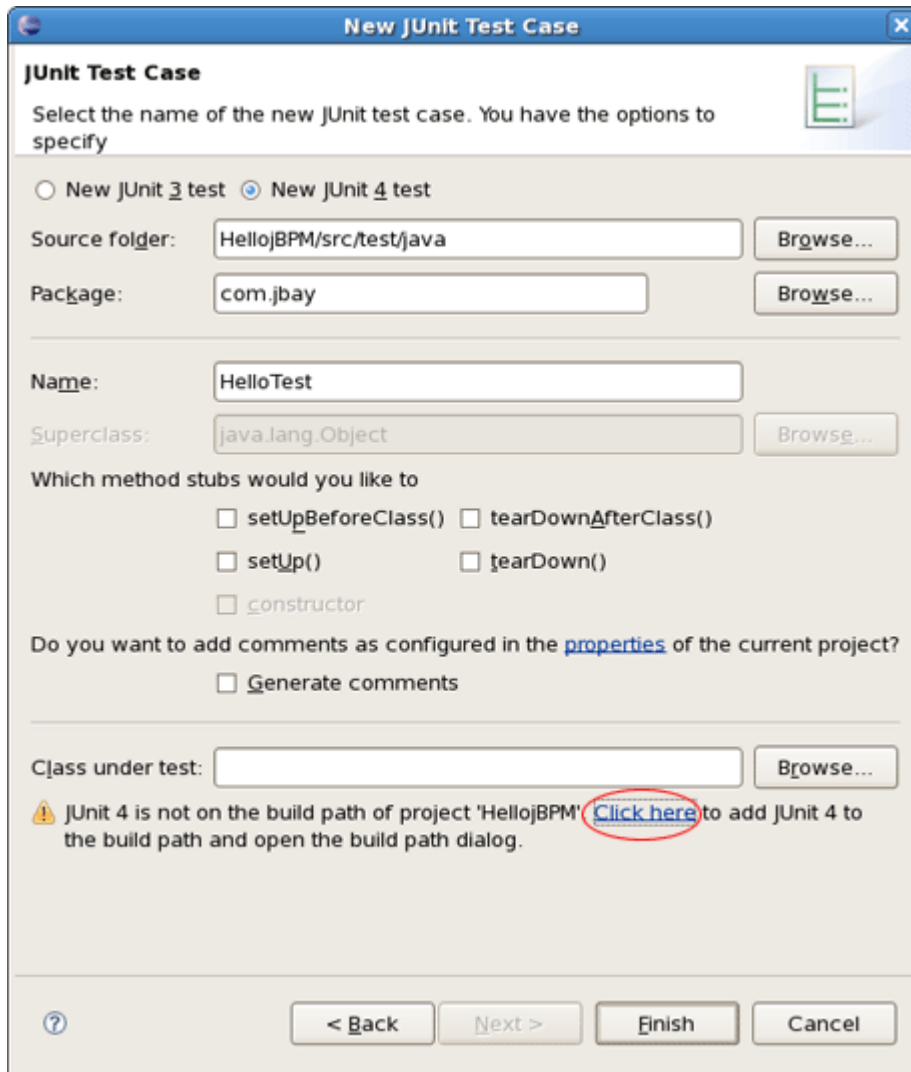 New JUnit Test Case
JUnit Test Case
Select the name of the new JUnit test case. You have the options to
specify
New JUnit 3 test New JUnit 4 test
Source folder: HellojBPM/src/test/java Browse...
Package: com.jbay Browse...
Name: HelloTest
Superclass: java.lang.Object Browse...
Which method stubs would you like to
setUpBeforeClass() tearDownAfterClass()
setUp() tearDown()
constructor
Do you want to add comments as configured in the properties of the current project?
Generate comments
Class under test: Browse...
JUnit 4 is not on the build path of project 'HellojBPM' Click here to add JUnit 4 to
the build path and open the build path dialog.
? < Back Next > Finish Cancel